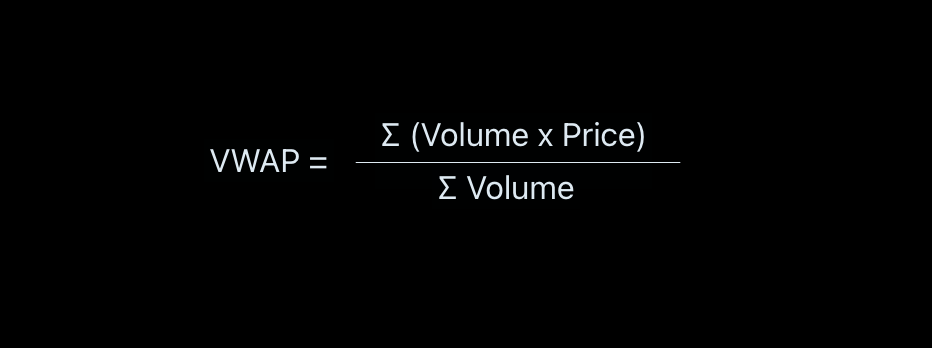 VWAP =
Σ (Volume x Price)
Σ Volume